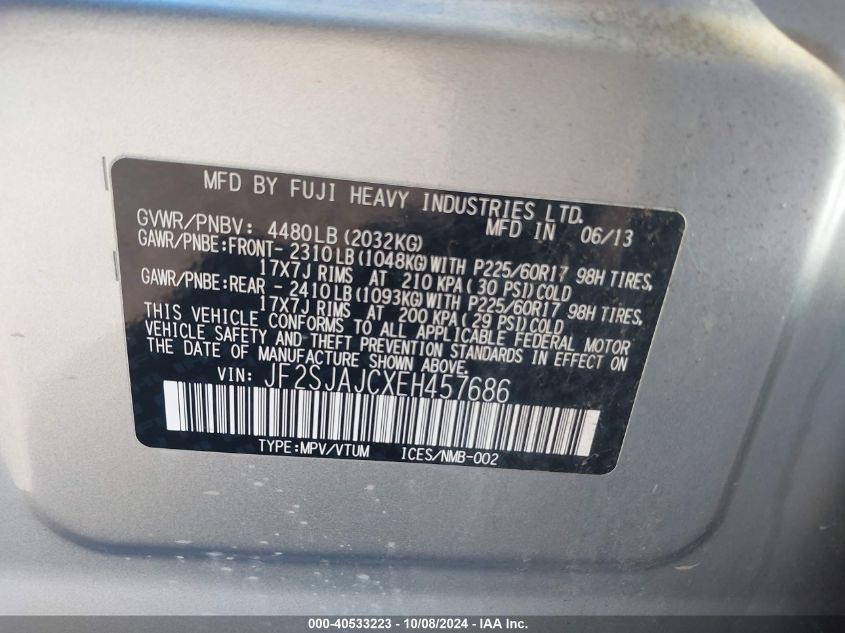 MFD BY FUJI HEAVY INDUSTRIES LTD.
MFD IN 06/13
GVWR/PNBV: 4480LB(2032KG)
GAWR/PNBE:FRONT- 2310LB(1048KG)WITH P225/60R17 98H TIRES,
17X7J RIMS AT 210 KPA(30 PSI)COLD
GAWR/PNBE:REAR - 2410LB(1093KG)WITH P225/60R17 98H TIRES,
17X7J RIMS AT 200 KPA(29 PSI)COLD
THIS VEHICLE CONFORMS TO ALL APPLICABLE FEDERAL MOTOR
VEHICLE SAFETY AND THEFT PREVENTION STANDARDS IN EFFECT ON
THE DATE OF MANUFACTURE SHOWN ABOVE.
VIN: JF2SJAJCXEH457686
TYPE:MPV/VTUM ICES/NMB-002
000-40533223 - 10/08/2024 - IAA Inc.